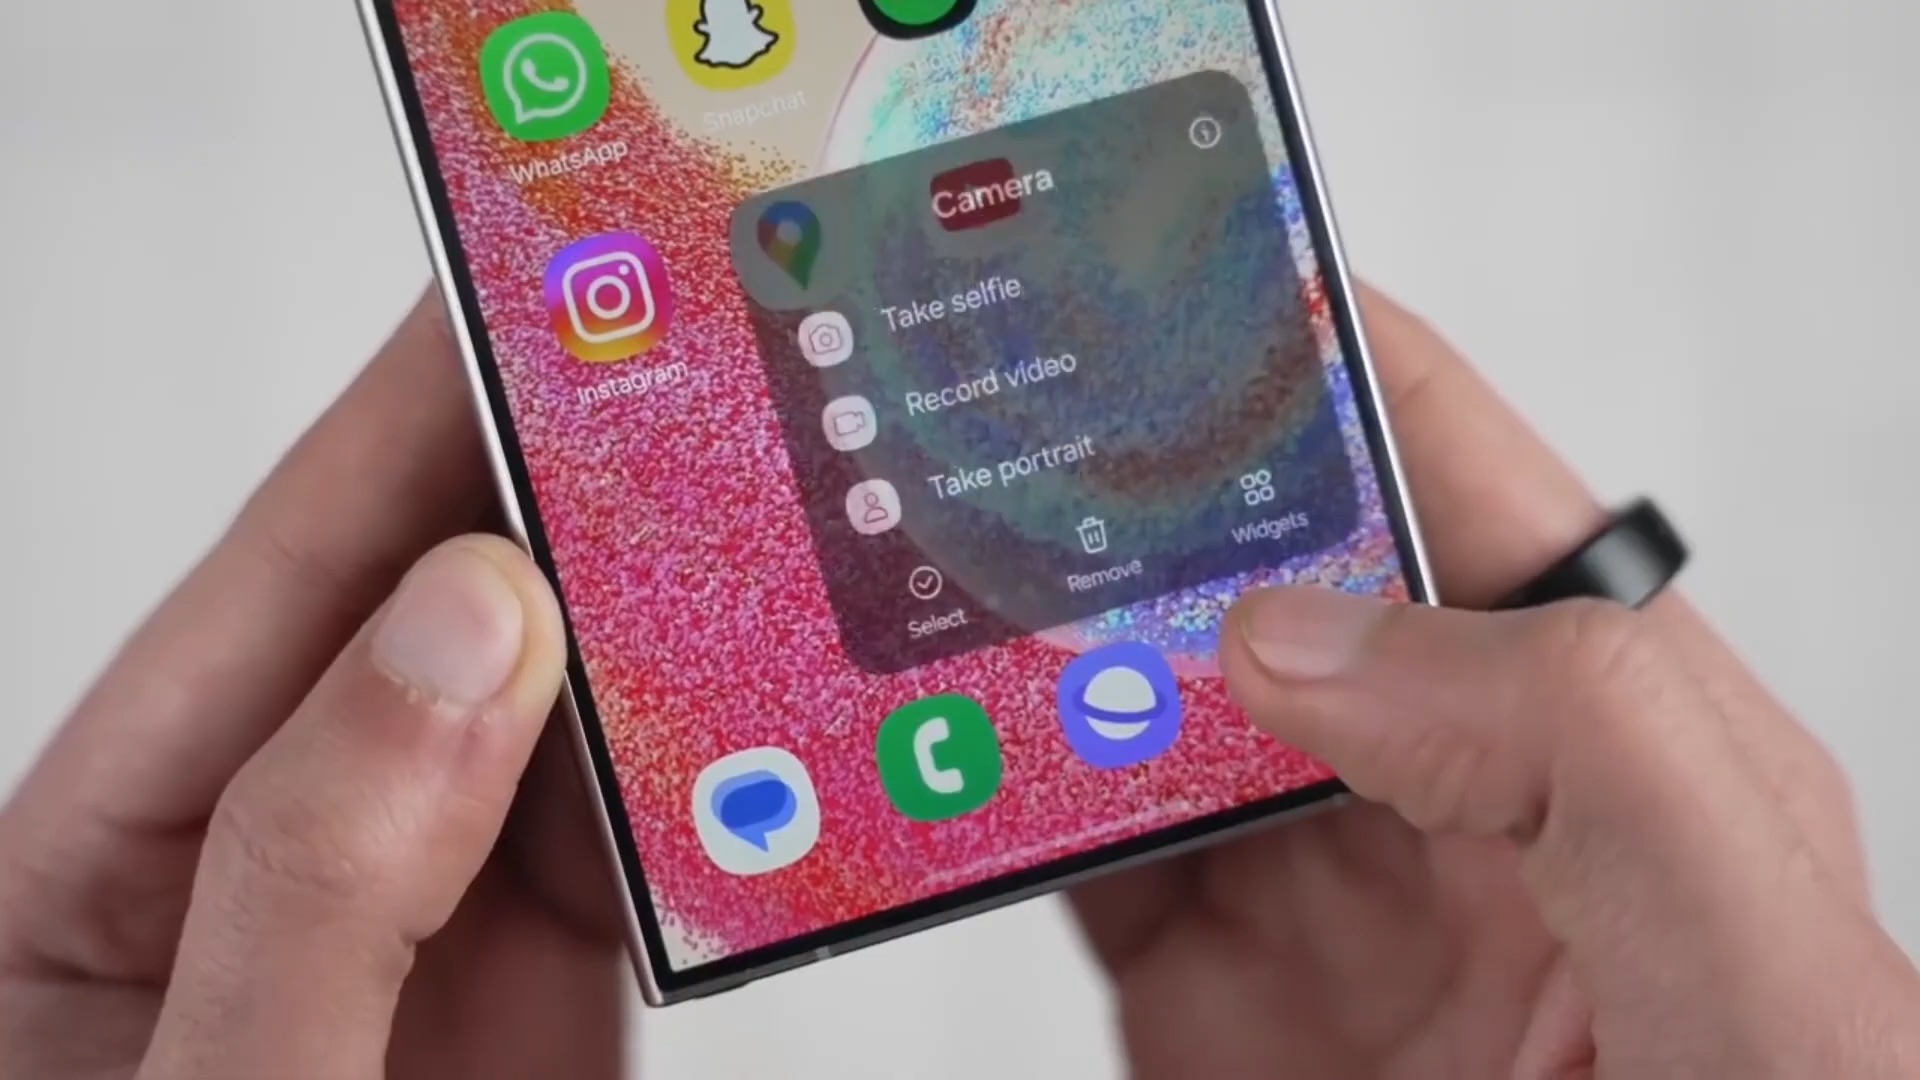 Snapchat
WhatsApp
Camera
Instagram
Take selfie
Record video
Take portrait
Select
Remove
Widgets